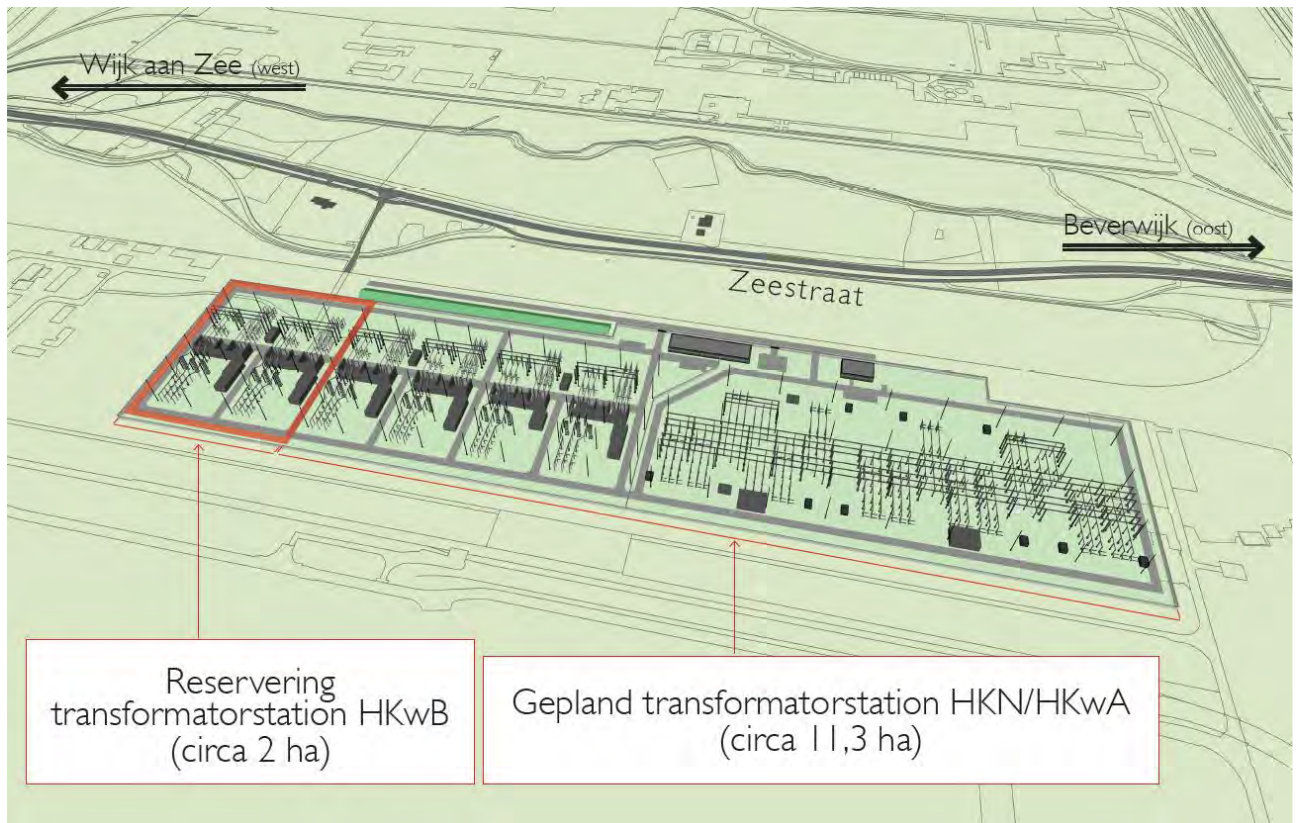 Wijk aan Zee (west)
Beverwijk (oost)
Zeestraat
Reservering
transformatorstation HKwB
(circa 2 ha)
Gepland transformatorstation HKN/HKwA
(circa 11,3 ha)